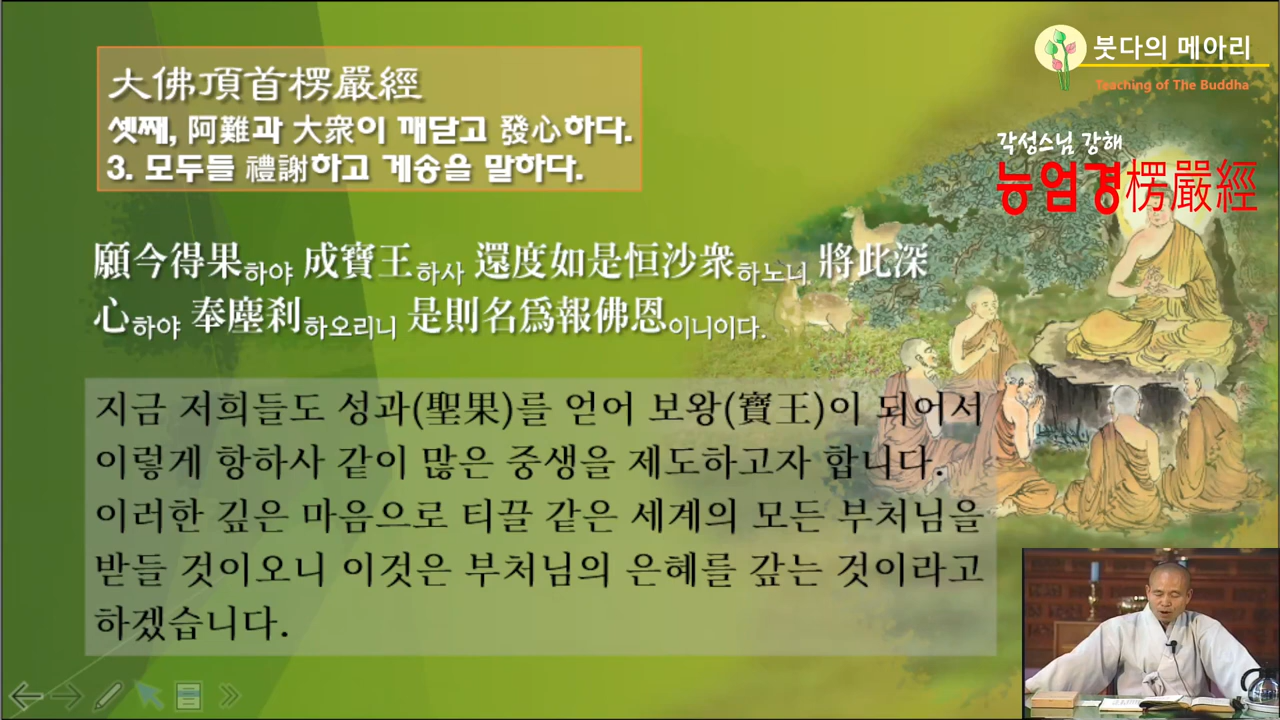 大佛頂首楞嚴經
셋째, 阿難과 大衆이 깨닫고 發心하다.
3. 모두들 禮謝하고 게송을 말하다.
붓다의 메아리
Teaching of The Buddha
각성스님 강해
능엄경楞嚴經
願今得果하야 成寶王하사 還度如是恒沙衆하노니 將此深
心하야 奉塵刹하오리니 是則名爲報佛恩이니이다.
지금 저희들도 성과(聖果)를 얻어 보왕(寶王)이 되어서
이렇게 항하사 같이 많은 중생을 제도하고자 합니다.
이러한 깊은 마음으로 티끌 같은 세계의 모든 부처님을
받들 것이오니 이것은 부처님의 은혜를 갚는 것이라고
하겠습니다.